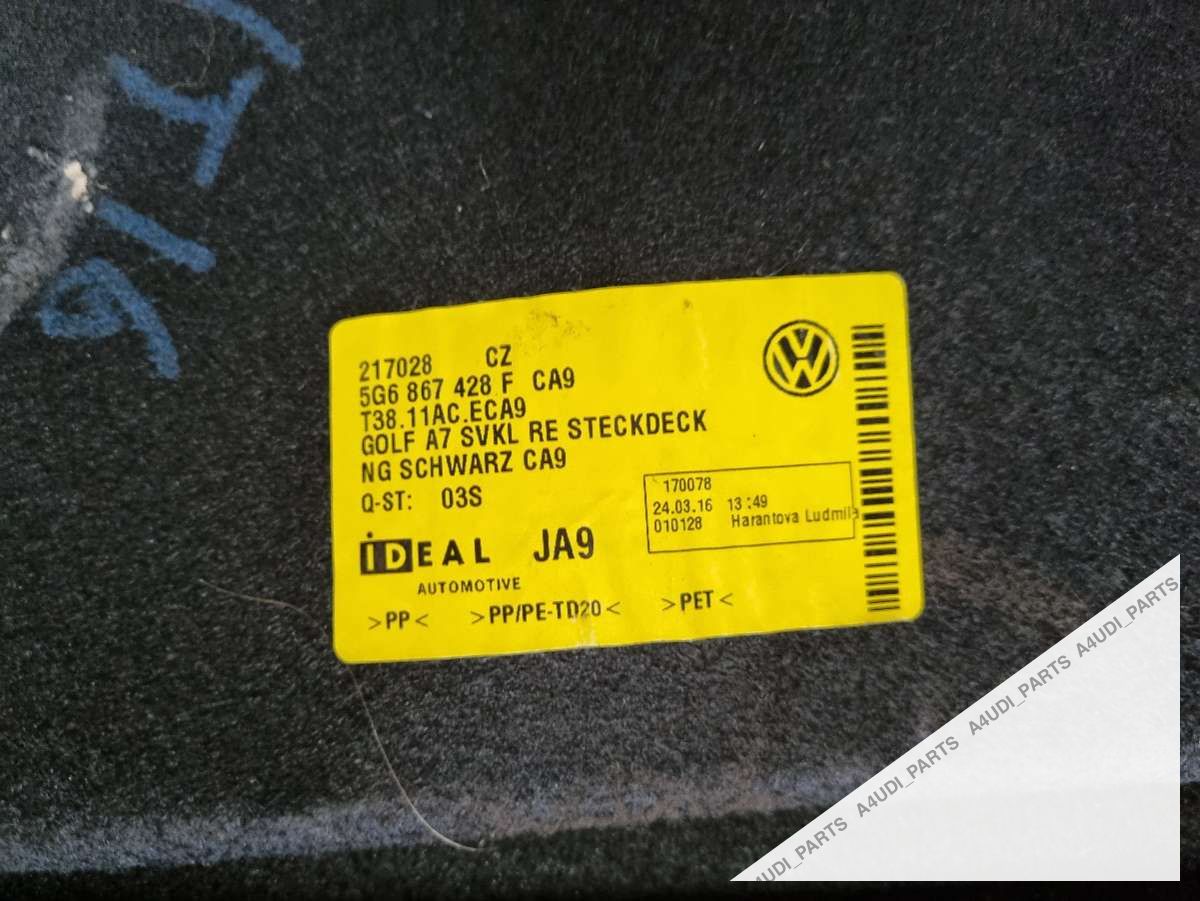 217028 CZ
5G6 867 428 F CA9
T38.11AC.ECA9
GOLF A7 SVKL RE STECKDECK
NG SCHWARZ CA9
Q-ST: 03S
170078
24.03.16 13:49
010128 Harantova Ludmila
iDEAL JA9
AUTOMOTIVE
>PP< >PP/PE-TD20< >PET<
A4UDI_PARTS A4UDI_PARTS A4UDI_PARTS A4UDI_PARTS